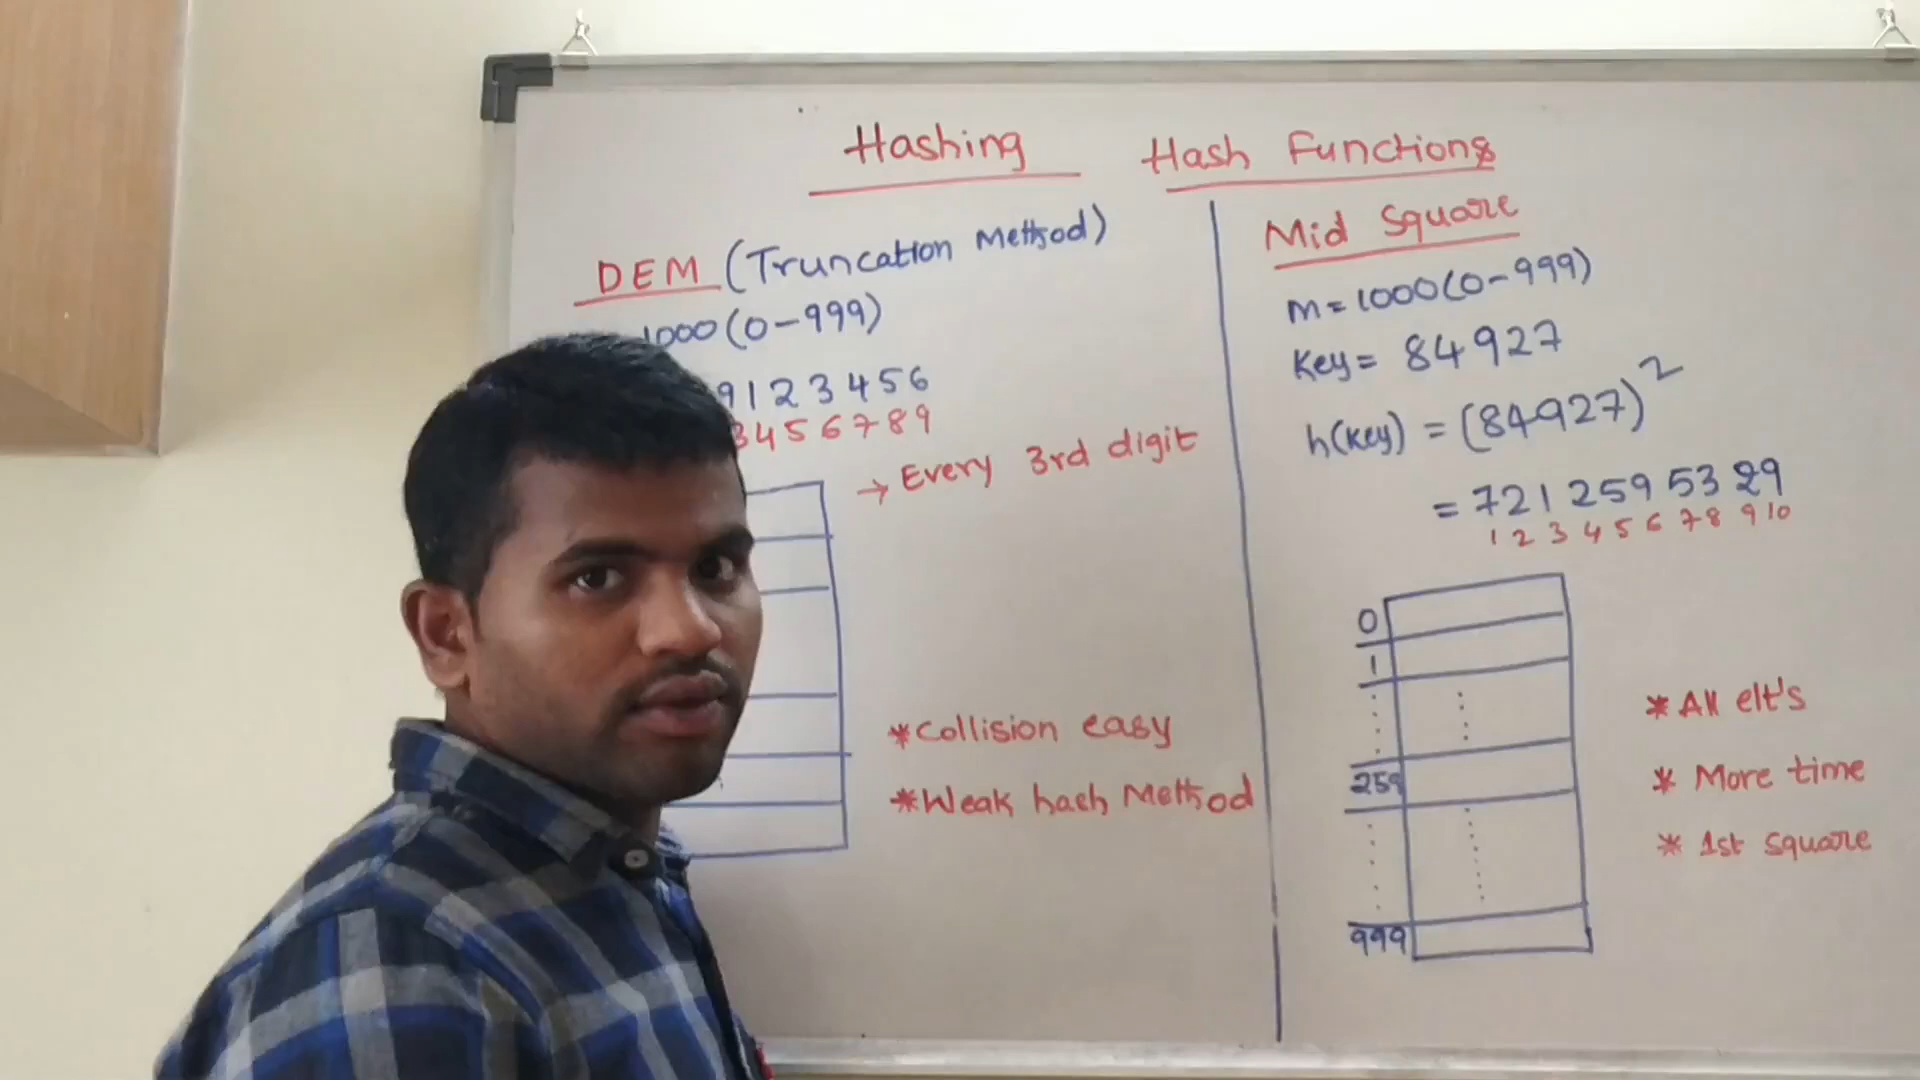 Hashing Hash Functions
DEM (Truncation Method)
1000 (0-999)
9123456
3456789
→ Every 3rd digit
* Collision easy
* Weak hash Method
Mid Square
m = 1000 (0-999)
Key = 84927
h(key) = (84927)²
= 7212595329
1 2 3 4 5 6 7 8 9 10
0
1
259
999
* All elt's
* More time
* 1st square